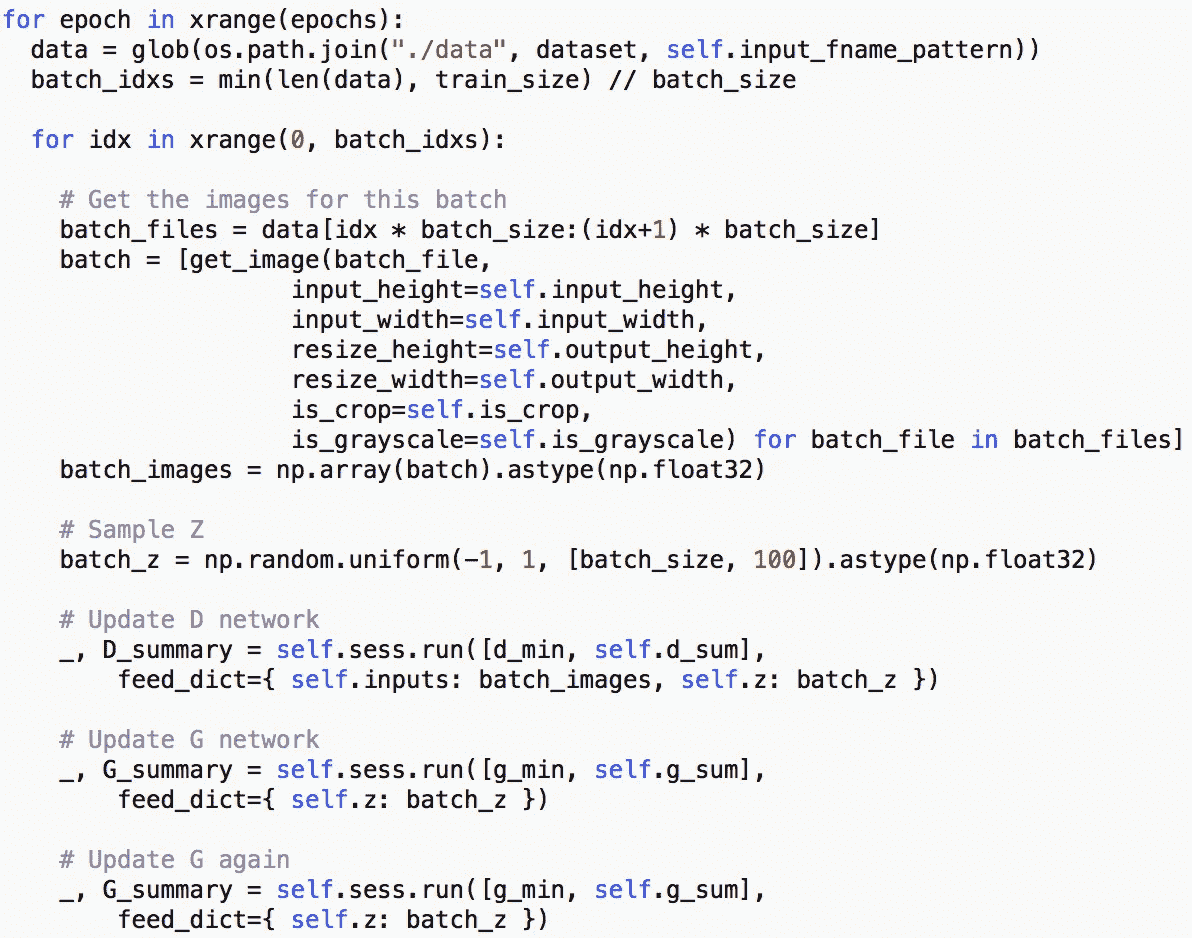 for epoch in xrange(epochs):
  data = glob(os.path.join("./data", dataset, self.input_fname_pattern))
  batch_idxs = min(len(data), train_size) // batch_size

  for idx in xrange(0, batch_idxs):

    # Get the images for this batch
    batch_files = data[idx * batch_size:(idx+1) * batch_size]
    batch = [get_image(batch_file,
                    input_height=self.input_height,
                    input_width=self.input_width,
                    resize_height=self.output_height,
                    resize_width=self.output_width,
                    is_crop=self.is_crop,
                    is_grayscale=self.is_grayscale) for batch_file in batch_files]
    batch_images = np.array(batch).astype(np.float32)

    # Sample Z
    batch_z = np.random.uniform(-1, 1, [batch_size, 100]).astype(np.float32)

    # Update D network
    _, D_summary = self.sess.run([d_min, self.d_sum],
        feed_dict={ self.inputs: batch_images, self.z: batch_z })

    # Update G network
    _, G_summary = self.sess.run([g_min, self.g_sum],
        feed_dict={ self.z: batch_z })

    # Update G again
    _, G_summary = self.sess.run([g_min, self.g_sum],
        feed_dict={ self.z: batch_z })